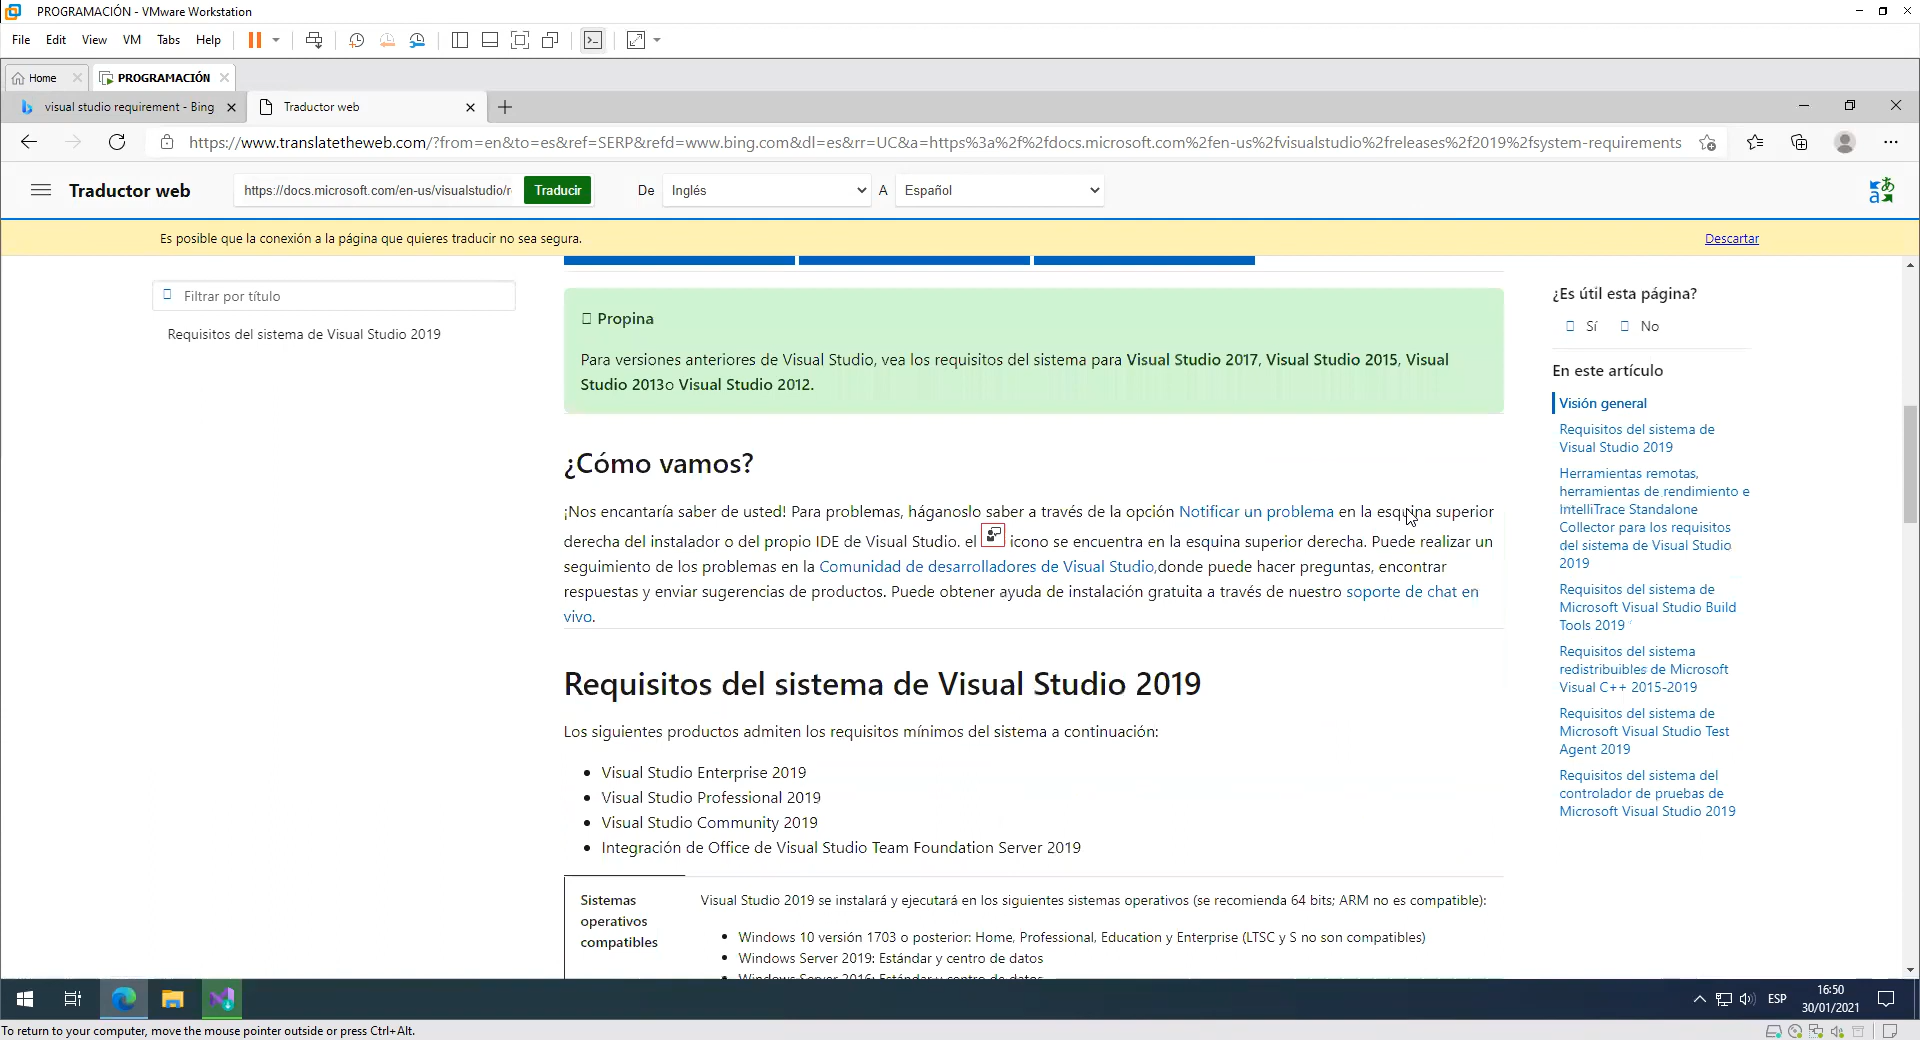 PROGRAMACIÓN - VMware Workstation
File Edit View VM Tabs Help
Home PROGRAMACIÓN
visual studio requirement - Bing Traductor web
https://www.translatetheweb.com/?from=en&to=es&ref=SERP&refd=www.bing.com&dl=es&rr=UC&a=https%3a%2f%2fdocs.microsoft.com%2fen-us%2fvisualstudio%2freleases%2f2019%2fsystem-requirements
Traductor web https://docs.microsoft.com/en-us/visualstudio/r Traducir De Inglés A Español
Es posible que la conexión a la página que quieres traducir no sea segura. Descartar
Filtrar por título
Requisitos del sistema de Visual Studio 2019
Propina
Para versiones anteriores de Visual Studio, vea los requisitos del sistema para Visual Studio 2017, Visual Studio 2015, Visual
Studio 2013o Visual Studio 2012.
¿Cómo vamos?
¡Nos encantaría saber de usted! Para problemas, háganoslo saber a través de la opción Notificar un problema en la esquina superior
derecha del instalador o del propio IDE de Visual Studio. el icono se encuentra en la esquina superior derecha. Puede realizar un
seguimiento de los problemas en la Comunidad de desarrolladores de Visual Studio,donde puede hacer preguntas, encontrar
respuestas y enviar sugerencias de productos. Puede obtener ayuda de instalación gratuita a través de nuestro soporte de chat en
vivo.
Requisitos del sistema de Visual Studio 2019
Los siguientes productos admiten los requisitos mínimos del sistema a continuación:
Visual Studio Enterprise 2019
Visual Studio Professional 2019
Visual Studio Community 2019
Integración de Office de Visual Studio Team Foundation Server 2019
Sistemas
operativos
compatibles
Visual Studio 2019 se instalará y ejecutará en los siguientes sistemas operativos (se recomienda 64 bits; ARM no es compatible):
Windows 10 versión 1703 o posterior: Home, Professional, Education y Enterprise (LTSC y S no son compatibles)
Windows Server 2019: Estándar y centro de datos
Windows Server 2016: Estándar y centro de datos
¿Es útil esta página?
Sí No
En este artículo
Visión general
Requisitos del sistema de
Visual Studio 2019
Herramientas remotas,
herramientas de rendimiento e
IntelliTrace Standalone
Collector para los requisitos
del sistema de Visual Studio
2019
Requisitos del sistema de
Microsoft Visual Studio Build
Tools 2019
Requisitos del sistema
redistribuibles de Microsoft
Visual C++ 2015-2019
Requisitos del sistema de
Microsoft Visual Studio Test
Agent 2019
Requisitos del sistema del
controlador de pruebas de
Microsoft Visual Studio 2019
ESP
16:50
30/01/2021
To return to your computer, move the mouse pointer outside or press Ctrl+Alt.